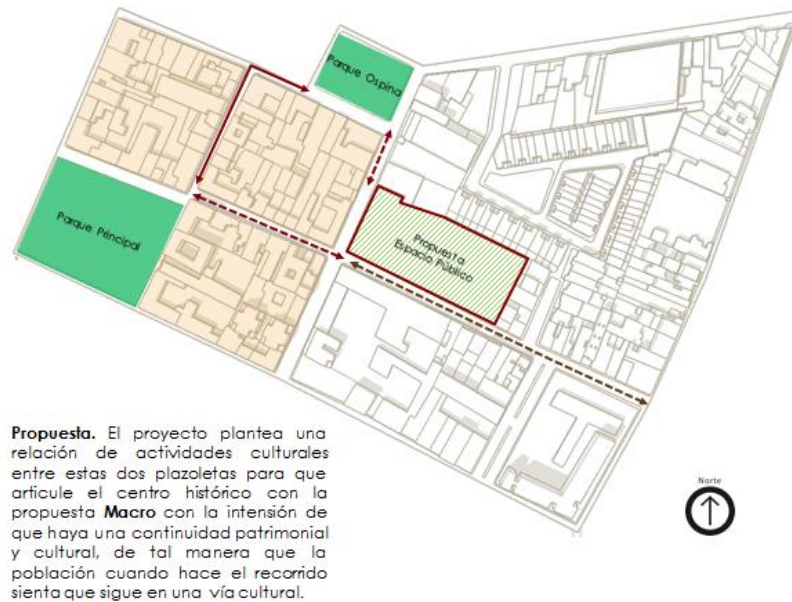 Parque Ospina
Parque Principal
Propuesta
Espacio Público
Propuesta. El proyecto plantea una
relación de actividades culturales
entre estas dos plazoletas para que
articule el centro histórico con la
propuesta Macro con la intensión de
que haya una continuidad patrimonial
y cultural, de tal manera que la
población cuando hace el recorrido
sienta que sigue en una vía cultural.
Norte